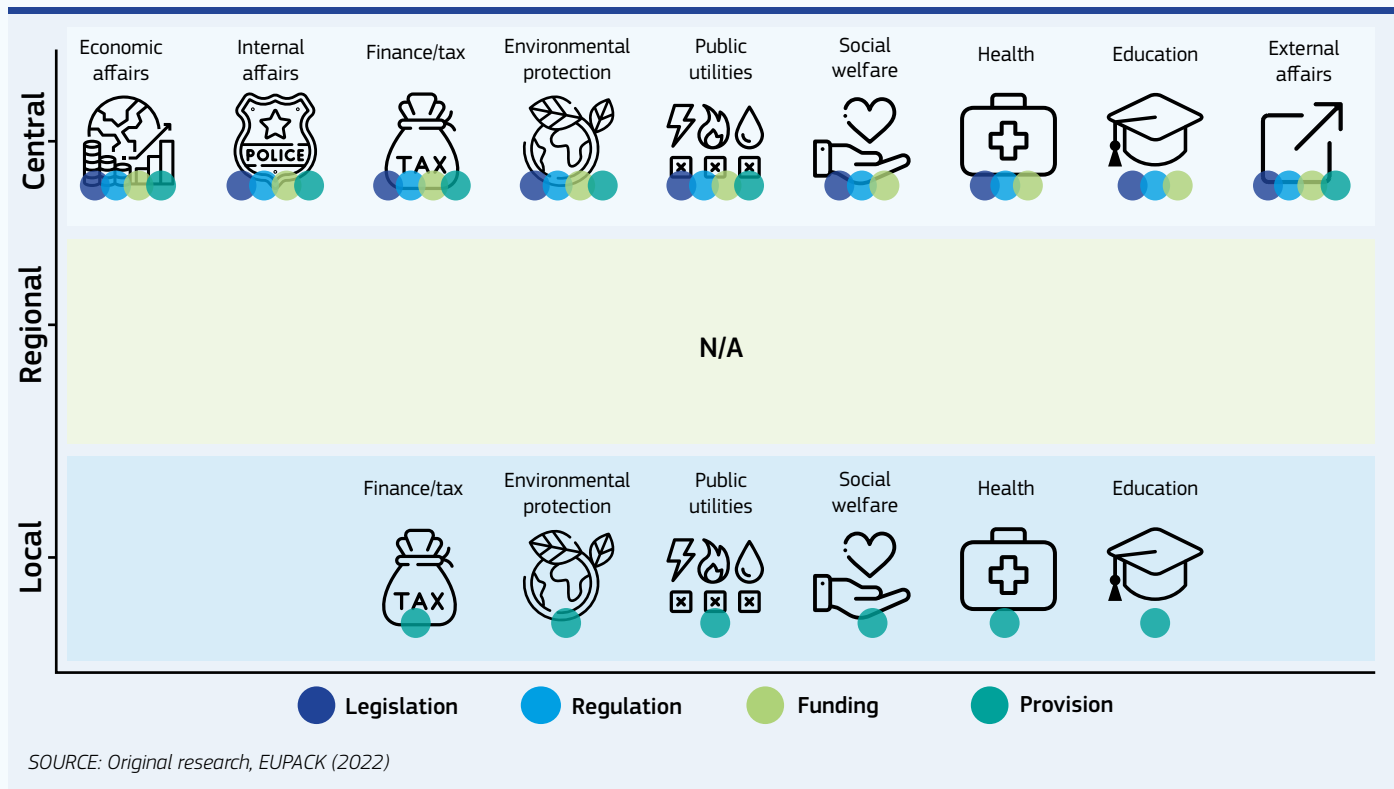 Economic
affairs
Internal
affairs
Finance/tax
Environmental
protection
Public
utilities
Social
welfare
Health
Education
External
affairs
Central
POLICE
TAX
Regional
N/A
Local
Finance/tax
Environmental
protection
Public
utilities
Social
welfare
Health
Education
TAX
Legislation
Regulation
Funding
Provision
SOURCE: Original research, EUPACK (2022)